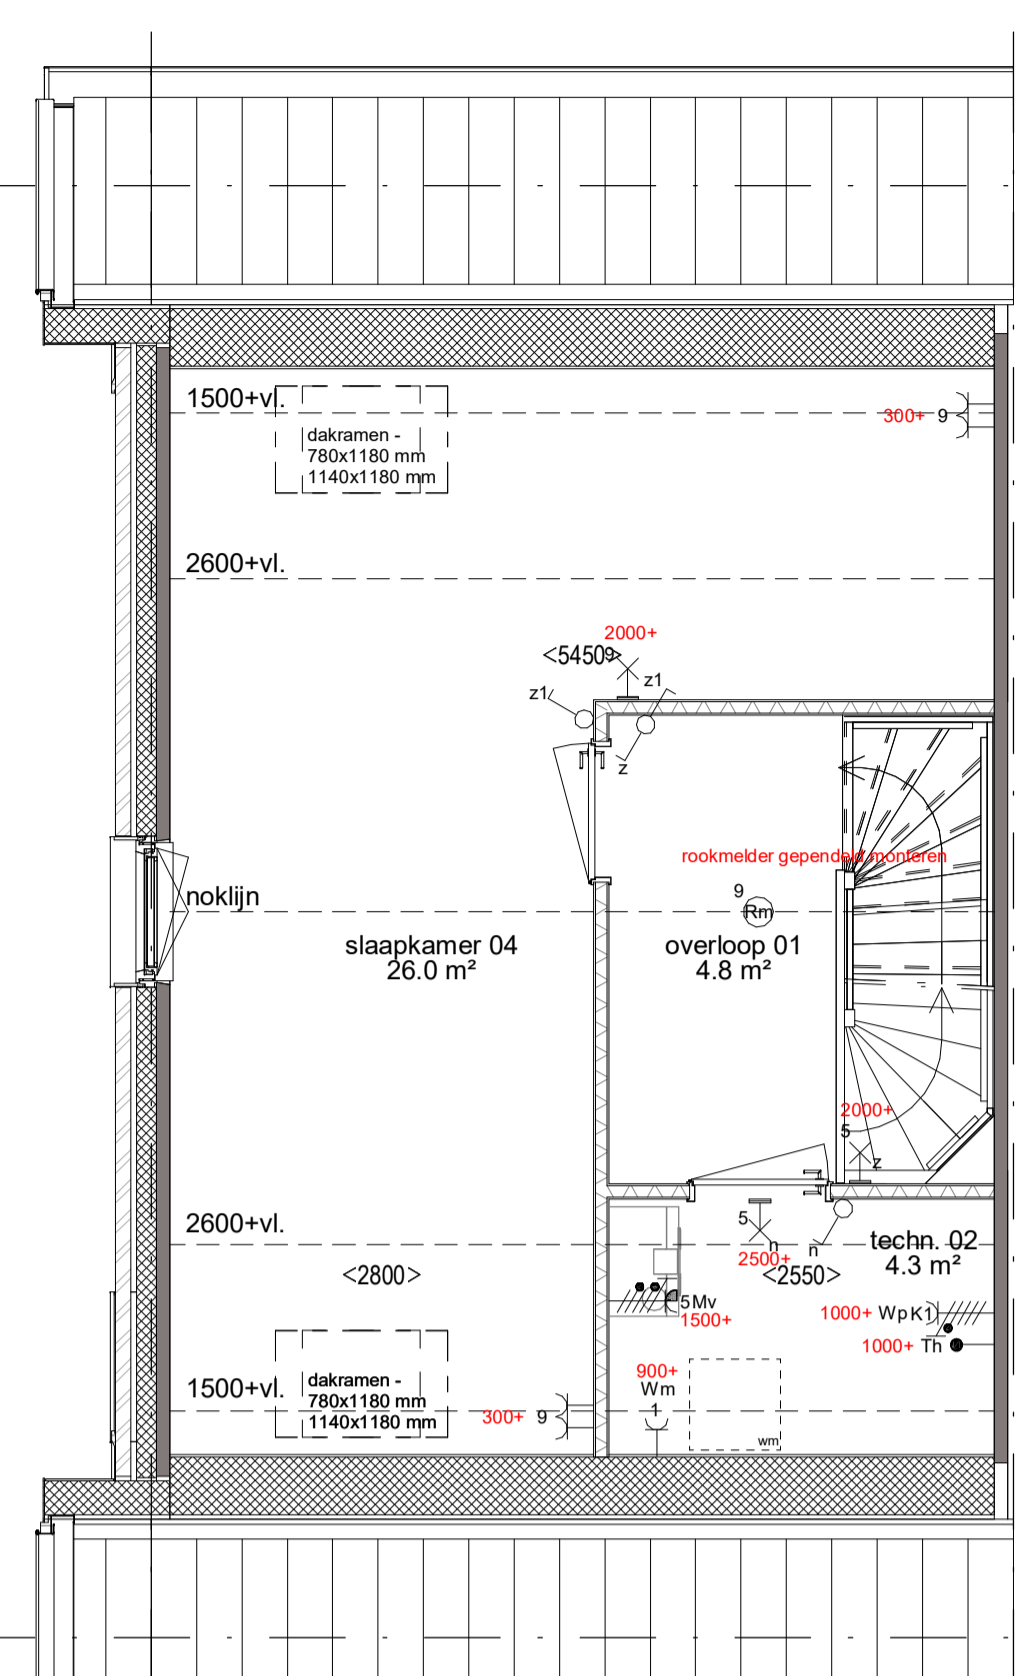 1500+vl.
dakramen -
780x1180 mm
1140x1180 mm
300+ 9
2600+vl.
2000+
<5450>
9
z1
z1
z
rookmelder gependeld monteren
noklijn
9
Rm
slaapkamer 04
26.0 m²
overloop 01
4.8 m²
2000+
5
z
2600+vl.
5
n
2500+
n
techn. 02
4.3 m²
<2800>
<2550>
5Mv
1500+
1000+ WpK1
1000+ Th
1500+vl.
dakramen -
780x1180 mm
1140x1180 mm
300+ 9
900+
Wm
1
wm